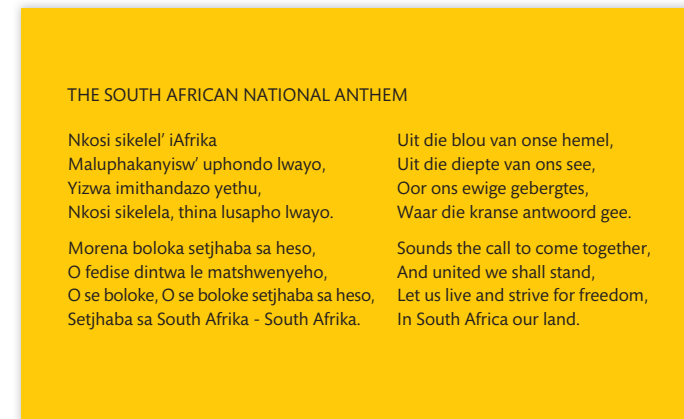 THE SOUTH AFRICAN NATIONAL ANTHEM
Nkosi sikelel’ iAfrika
Maluphakanyisw’ uphondo lwayo,
Yizwa imithandazo yethu,
Nkosi sikelela, thina lusapho lwayo.
Morena boloka setjhaba sa heso,
O fedise dintwa le matshwenyeho,
O se boloke, O se boloke setjhaba sa heso,
Setjhaba sa South Afrika - South Afrika.
Uit die blou van onse hemel,
Uit die diepte van ons see,
Oor ons ewige gebergtes,
Waar die kranse antwoord gee.
Sounds the call to come together,
And united we shall stand,
Let us live and strive for freedom,
In South Africa our land.